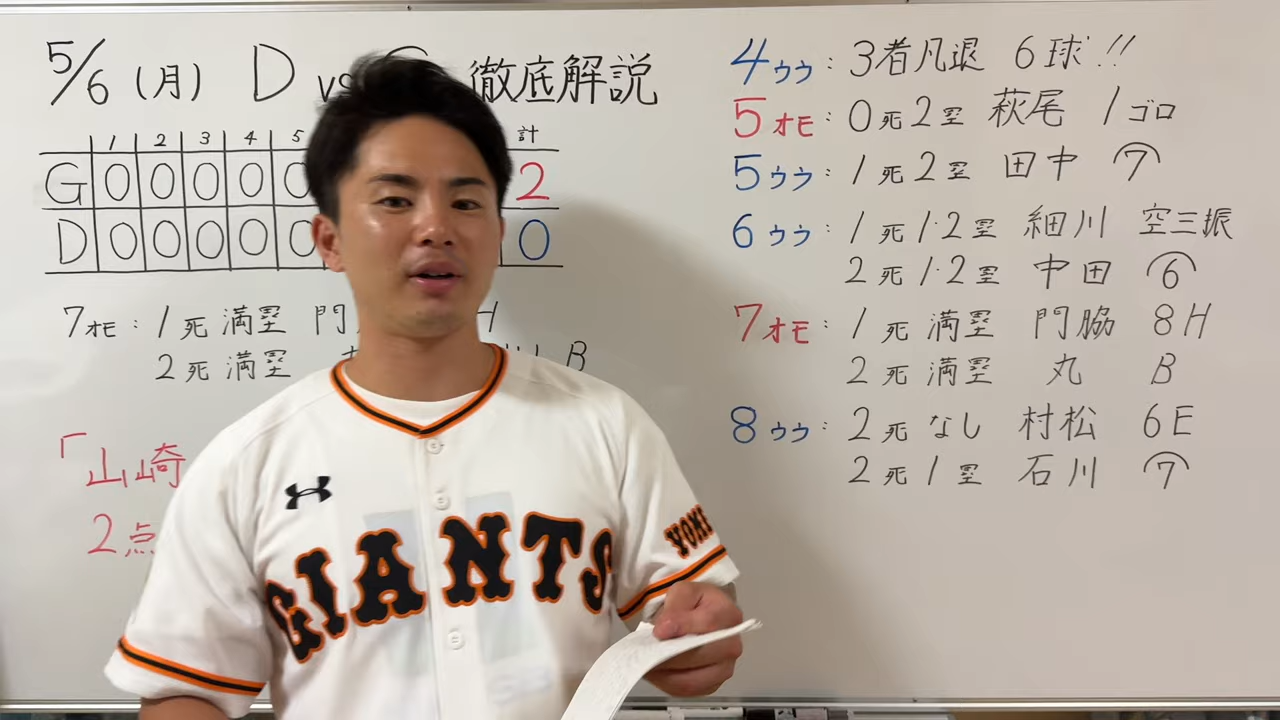 5/6(月) D vs G 徹底解説
1 2 3 4 5 計
G 0 0 0 0 0 2
D 0 0 0 0 0 0
7オモ:1死満塁 門 H
2死満塁 B
「山崎
2点
4ウウ:3者凡退 6球!!
5オモ:0死2塁 萩尾 1ゴロ
5ウウ:1死2塁 田中 7
6ウウ:1死1・2塁 細川 空三振
2死1・2塁 中田 6
7オモ:1死満塁 門脇 8H
2死満塁 丸 B
8ウウ:2死なし 村松 6E
2死1塁 石川 7
GIANTS
YOMI